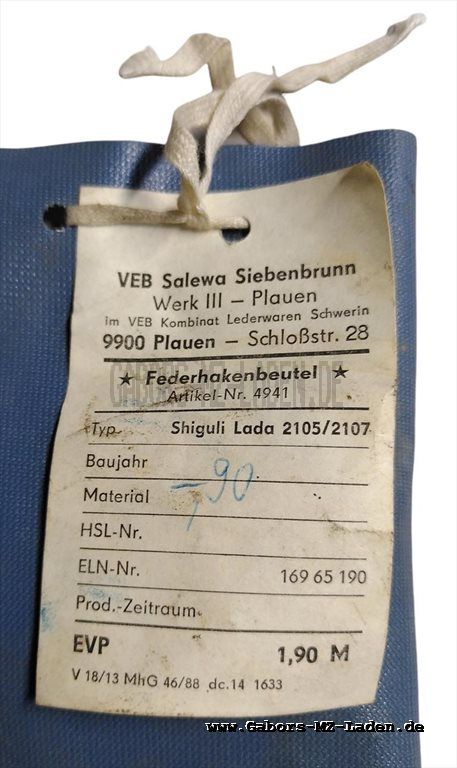 VEB Salewa Siebenbrunn
Werk III – Plauen
im VEB Kombinat Lederwaren Schwerin
9900 Plauen – Schloßstr. 28
★ Federhakenbeutel ★
Artikel-Nr. 4941
Typ Shiguli Lada 2105/2107
Baujahr
Material
-,90
HSL-Nr.
ELN-Nr. 169 65 190
Prod.-Zeitraum
EVP 1,90 M
V 18/13 MhG 46/88 dc.14 1633
www.Gabors-MZ-Laden.de